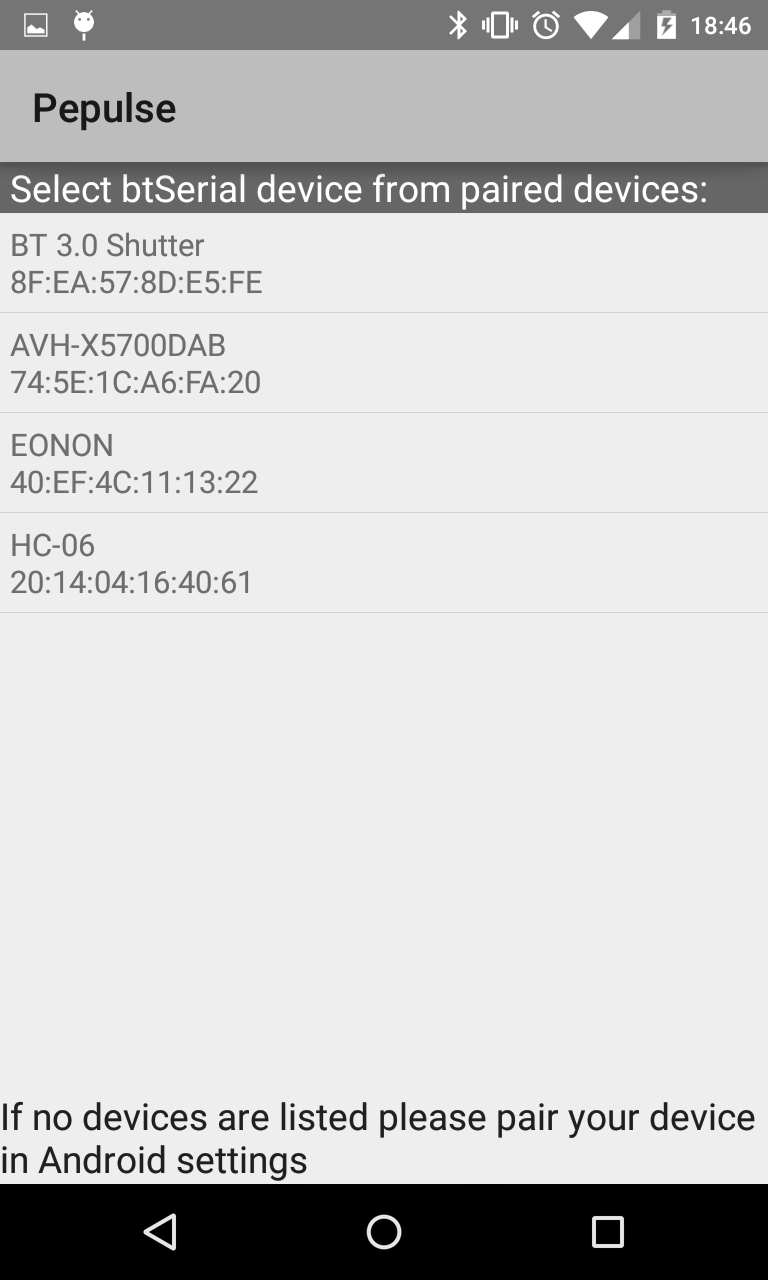 18:46
Pepulse
Select btSerial device from paired devices:
BT 3.0 Shutter
8F:EA:57:8D:E5:FE
AVH-X5700DAB
74:5E:1C:A6:FA:20
EONON
40:EF:4C:11:13:22
HC-06
20:14:04:16:40:61
If no devices are listed please pair your device
in Android settings